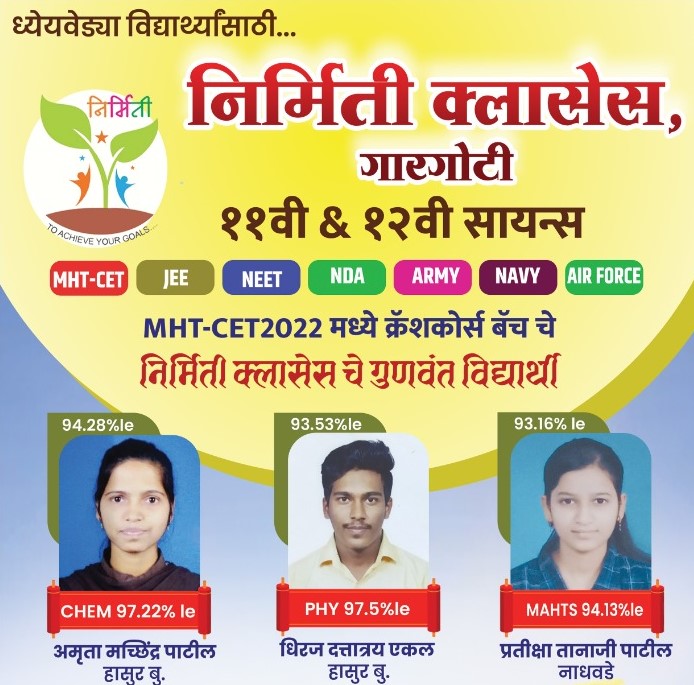 ध्येयवेड्या विद्यार्थ्यांसाठी...
निर्मिती
TO ACHIEVE YOUR GOALS....
निर्मिती क्लासेस,
गारगोटी
११वी & १२वी सायन्स
MHT-CET JEE NEET NDA ARMY NAVY AIR FORCE
MHT-CET2022 मध्ये क्रॅशकोर्स बॅच चे
निर्मिती क्लासेस चे गुणवंत विद्यार्थी
94.28%le 93.53%le 93.16% le
CHEM 97.22% le PHY 97.5%le MAHTS 94.13%le
अमृता मच्छिंद्र पाटील धिरज दत्तात्रय एकल प्रतीक्षा तानाजी पाटील
हासुर बु. हासुर बु. नाधवडे